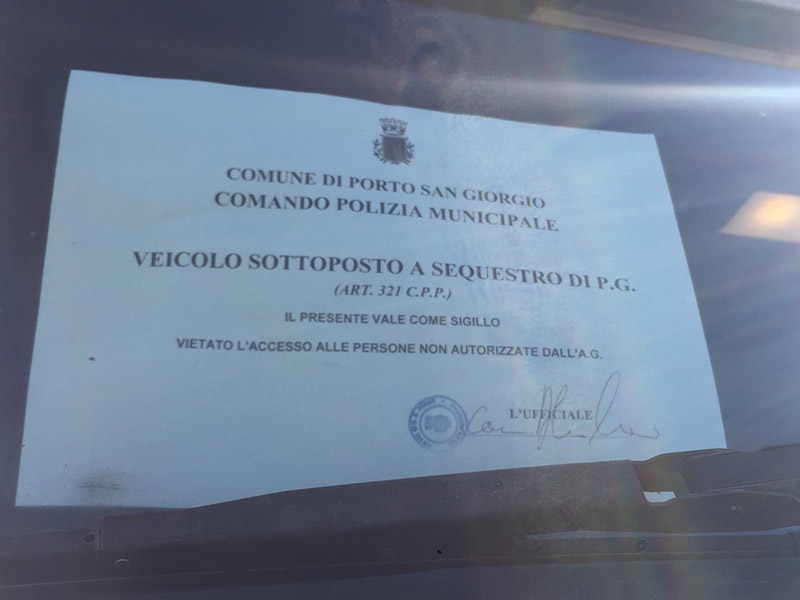 COMUNE DI PORTO SAN GIORGIO
COMANDO POLIZIA MUNICIPALE
VEICOLO SOTTOPOSTO A SEQUESTRO DI P.G.
(ART. 321 C.P.P.)
IL PRESENTE VALE COME SIGILLO
VIETATO L'ACCESSO ALLE PERSONE NON AUTORIZZATE DALL'A.G.
L'UFFICIALE